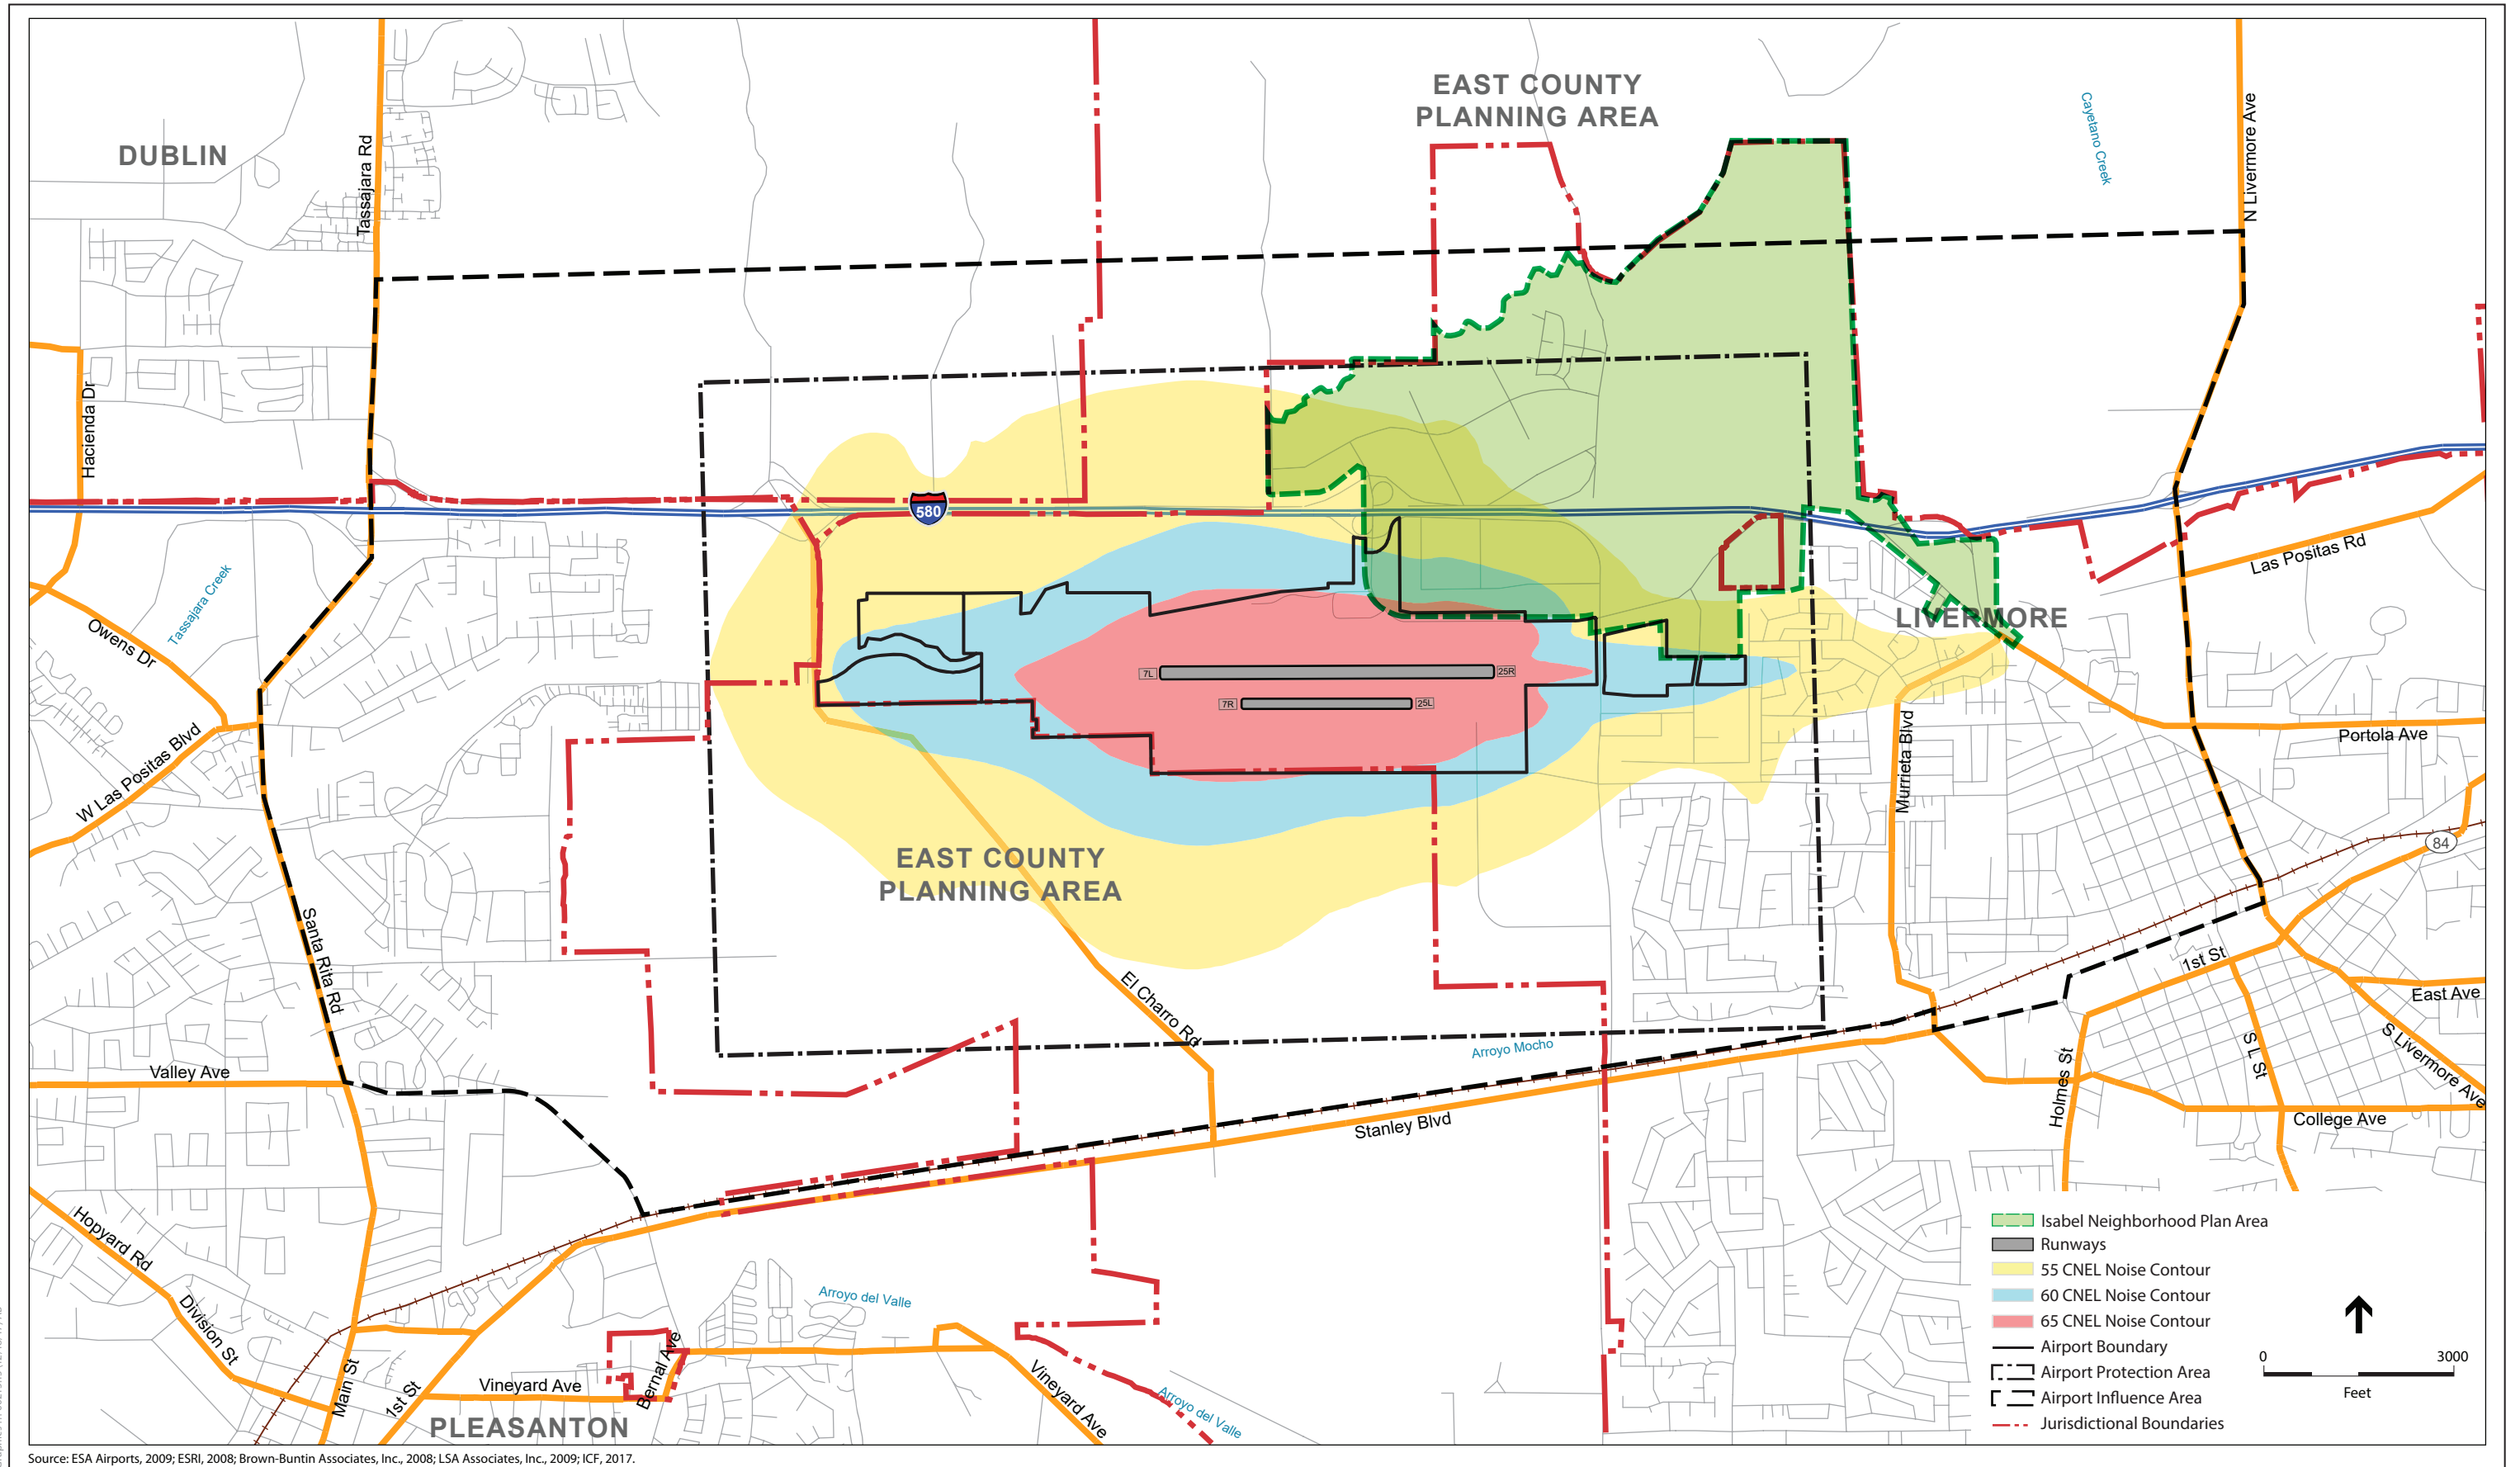 EAST COUNTY
PLANNING AREA
DUBLIN
Tassajara Rd
Cayetano Creek
N Livermore Ave
Hacienda Dr
580
Tassajara Creek
Owens Dr
W Las Positas Blvd
Las Positas Rd
LIVERMORE
7L
25R
7R
25L
Murrieta Blvd
Portola Ave
84
EAST COUNTY
PLANNING AREA
Santa Rita Rd
El Charro Rd
1st St
East Ave
S Livermore Ave
S L St
Holmes St
College Ave
Arroyo Mocho
Stanley Blvd
Valley Ave
Hopyard Rd
Division St
Main St
1st St
Vineyard Ave
Bernal Ave
PLEASANTON
Arroyo del Valle
Vineyard Ave
Arroyo del Valle
Isabel Neighborhood Plan Area
Runways
55 CNEL Noise Contour
60 CNEL Noise Contour
65 CNEL Noise Contour
Airport Boundary
Airport Protection Area
Airport Influence Area
Jurisdictional Boundaries
0 3000
Feet
Source: ESA Airports, 2009; ESRI, 2008; Brown-Buntin Associates, Inc., 2008; LSA Associates, Inc., 2009; ICF, 2017.